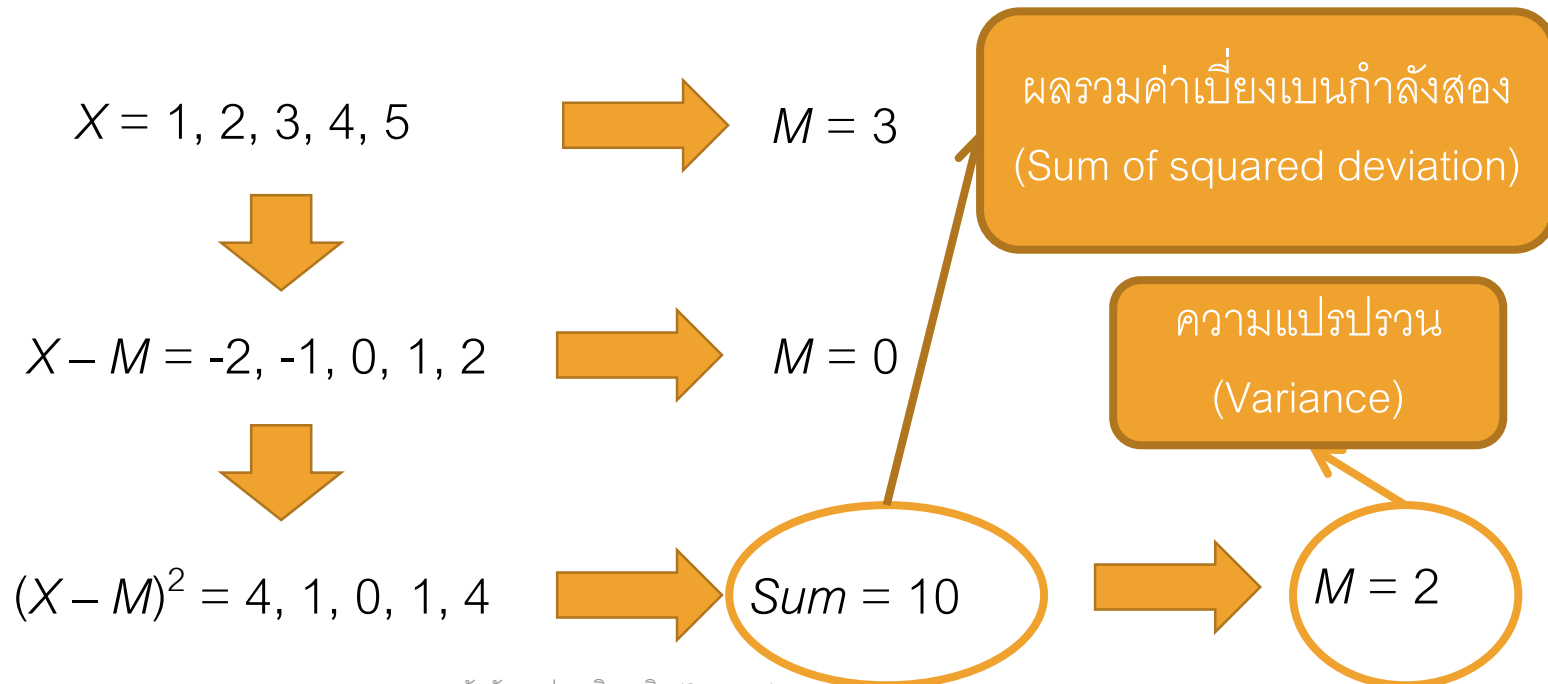 X = 1, 2, 3, 4, 5
M = 3
ผลรวมค่าเบี่ยงเบนกำลังสอง
(Sum of squared deviation)
X – M = -2, -1, 0, 1, 2
M = 0
ความแปรปรวน
(Variance)
(X – M)² = 4, 1, 0, 1, 4
Sum = 10
M = 2